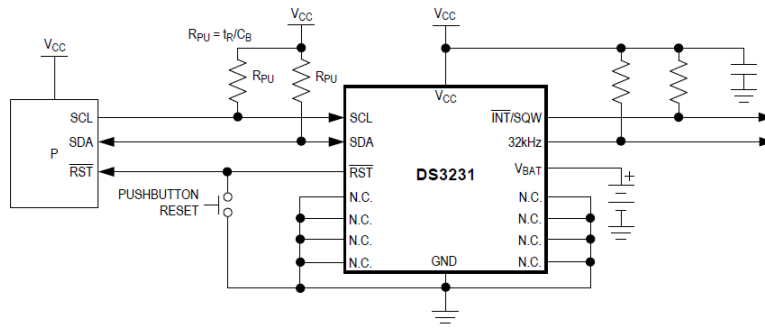 VCC
RPU = tR/CB
VCC
VCC
RPU
RPU
VCC
SCL
SDA
P
RST
PUSHBUTTON
RESET
SCL
SDA
RST
N.C.
N.C.
N.C.
N.C.
DS3231
GND
INT/SQW
32kHz
VBAT
N.C.
N.C.
N.C.
N.C.
+